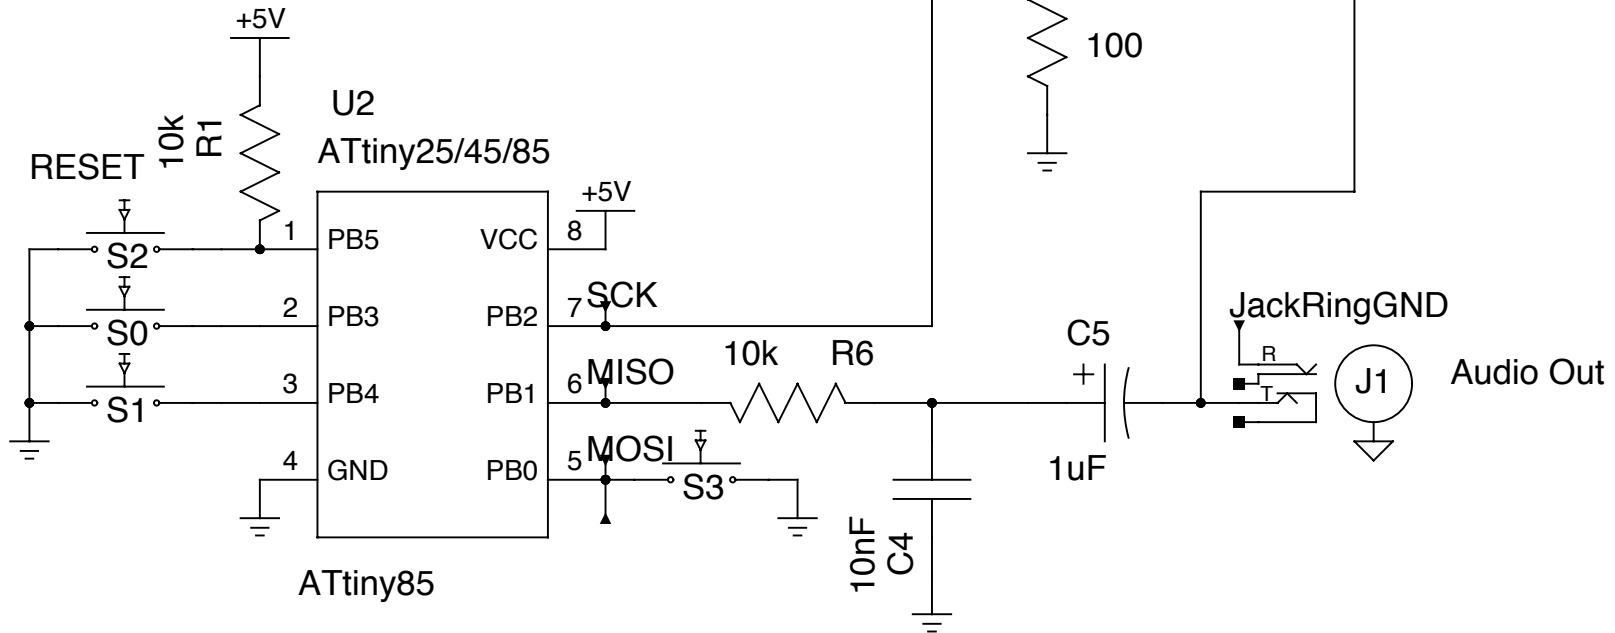 +5V
100
U2
10k
R1
ATtiny25/45/85
RESET
+5V
1
PB5
VCC
8
S2
SCK
JackRingGND
2
PB3
PB2
7
S0
C5
10k
R6
+
R
MISO
Audio Out
3
PB4
PB1
6
J1
T
S1
MOSI
1uF
4
GND
PB0
5
S3
10nF
C4
ATtiny85